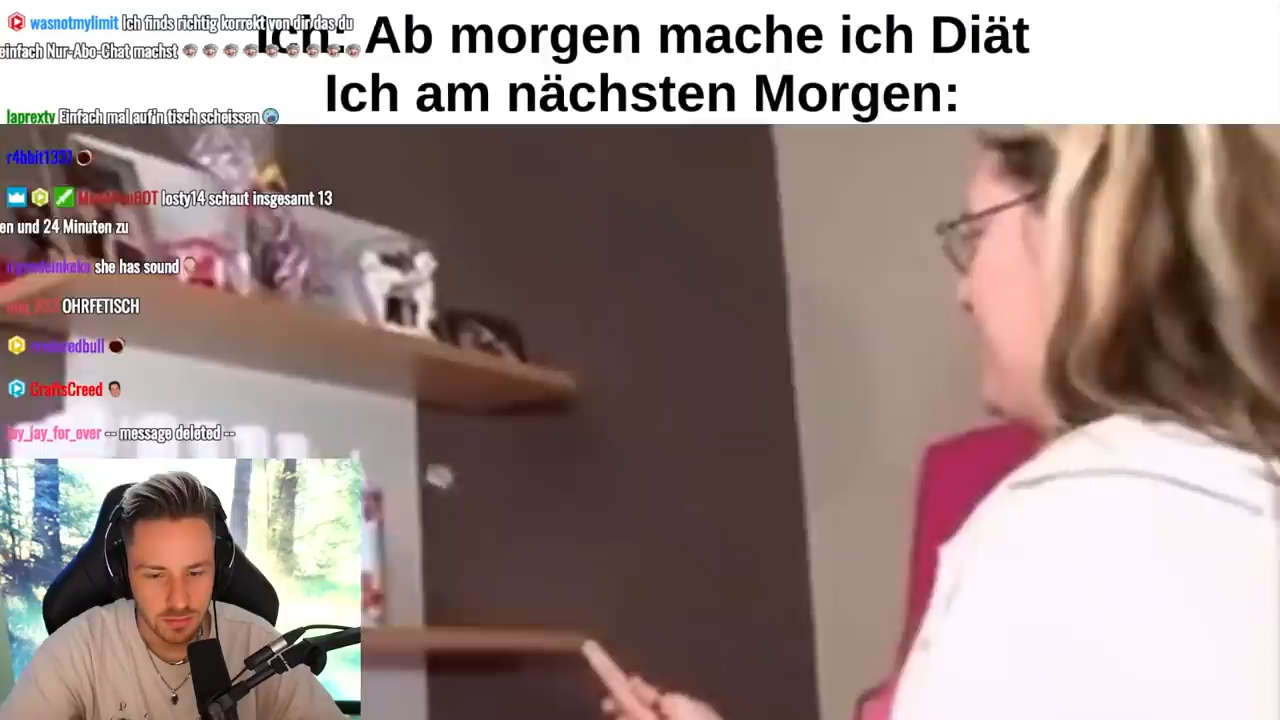 Ich: Ab morgen mache ich Diät
Ich am nächsten Morgen:
wasnotmylimit Ich finds richtig korrekt von dir das du
einfach Nur-Abo-Chat machst
laprextv Einfach mal auf'n tisch scheissen
r4bbit1337
losty14 schaut insgesamt 13
en und 24 Minuten zu
she has sound
OHRFETISCH
CraftsCreed
jay_jay_for_ever -- message deleted --